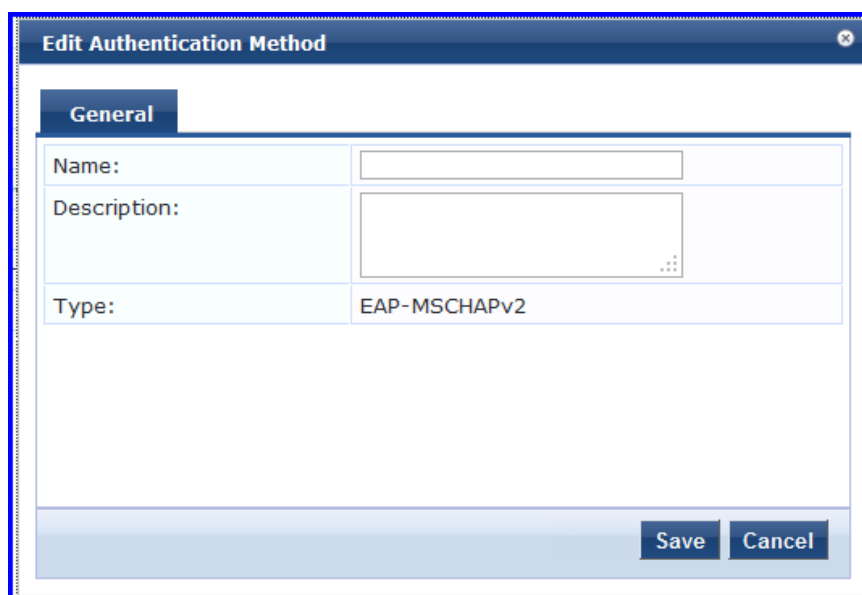 Edit Authentication Method
General
Name:
Description:
Type: EAP-MSCHAPv2
Save Cancel